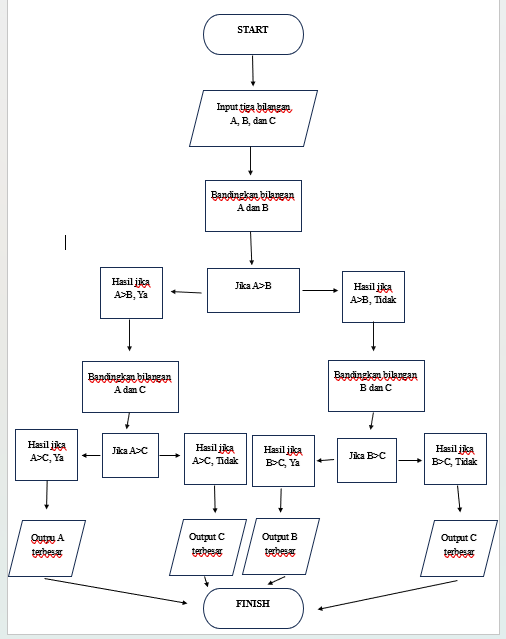 START
Input tiga bilangan
A, B, dan C
Bandingkan bilangan
A dan B
Hasil jika
A>B, Ya
Jika A>B
Hasil jika
A>B, Tidak
Bandingkan bilangan
A dan C
Bandingkan bilangan
B dan C
Hasil jika
A>C, Ya
Jika A>C
Hasil jika
A>C, Tidak
Hasil jika
B>C, Ya
Jika B>C
Hasil jika
B>C, Tidak
Outpu A
terbesar
Output C
terbesar
Output B
terbesar
Output C
terbesar
FINISH